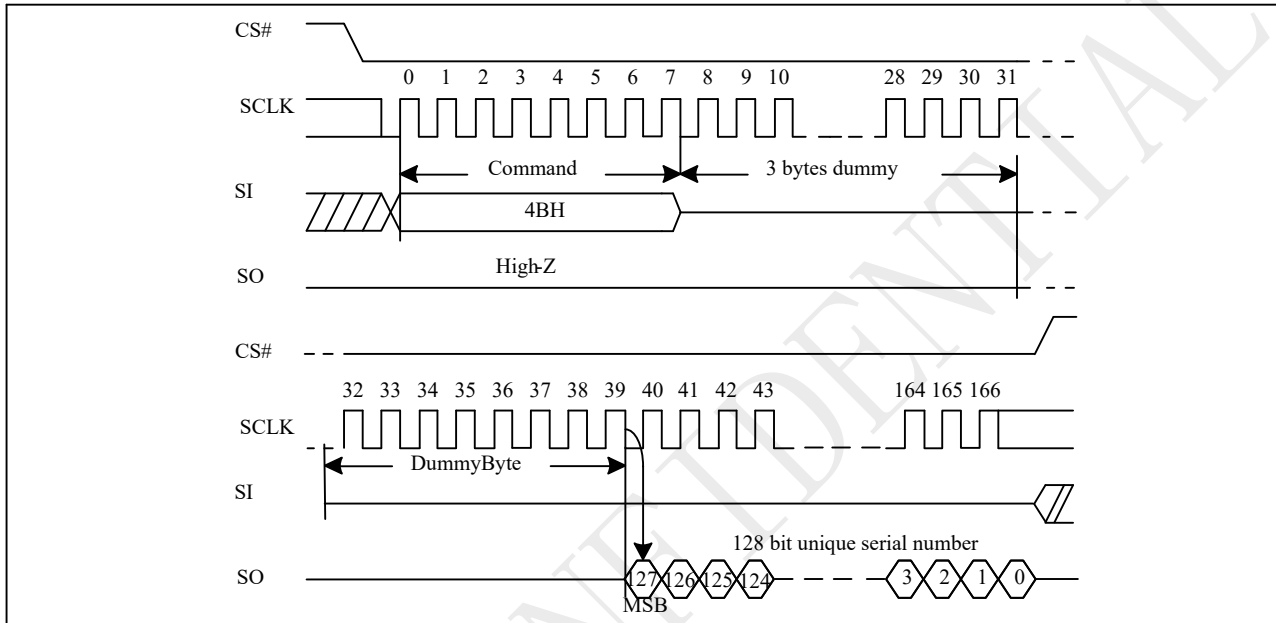 CS#
0 1 2 3 4 5 6 7 8 9 10 28 29 30 31
SCLK
Command 3 bytes dummy
SI
4BH
High-Z
SO
CS#
32 33 34 35 36 37 38 39 40 41 42 43 164 165 166
SCLK
DummyByte
SI
128 bit unique serial number
SO 127 126 125 124 3 2 1 0
MSB